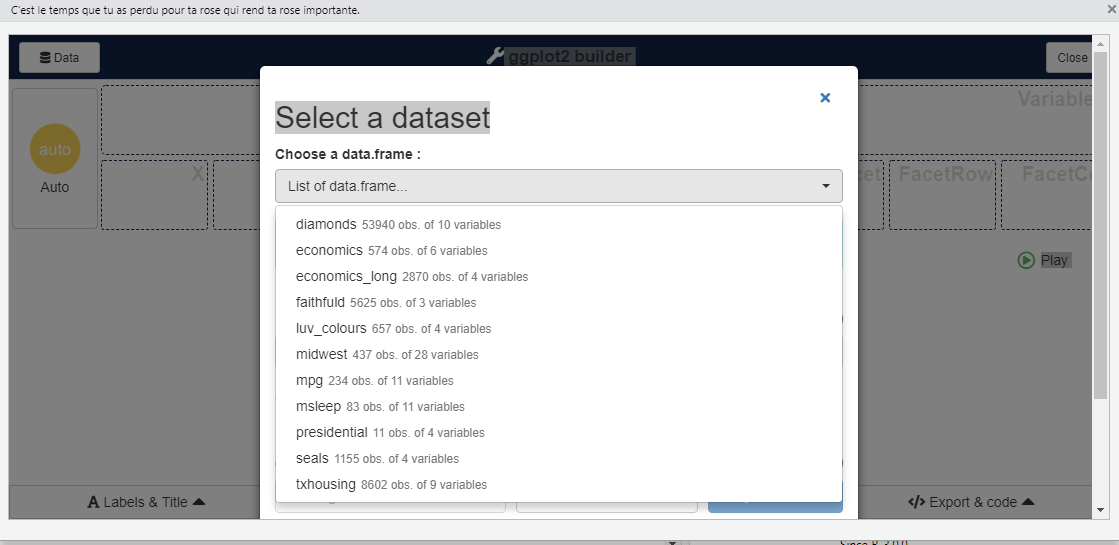 C'est le temps que tu as perdu pour ta rose qui rend ta rose importante.
Data
ggplot2 builder
Close
Select a dataset
Variable
auto
Auto
Choose a data.frame :
X
FacetRow
FacetCo
List of data.frame...
diamonds 53940 obs. of 10 variables
economics 574 obs. of 6 variables
economics_long 2870 obs. of 4 variables
Play
faithfuld 5625 obs. of 3 variables
luv_colours 657 obs. of 4 variables
midwest 437 obs. of 28 variables
mpg 234 obs. of 11 variables
msleep 83 obs. of 11 variables
presidential 11 obs. of 4 variables
seals 1155 obs. of 4 variables
txhousing 8602 obs. of 9 variables
Labels & Title
Export & code